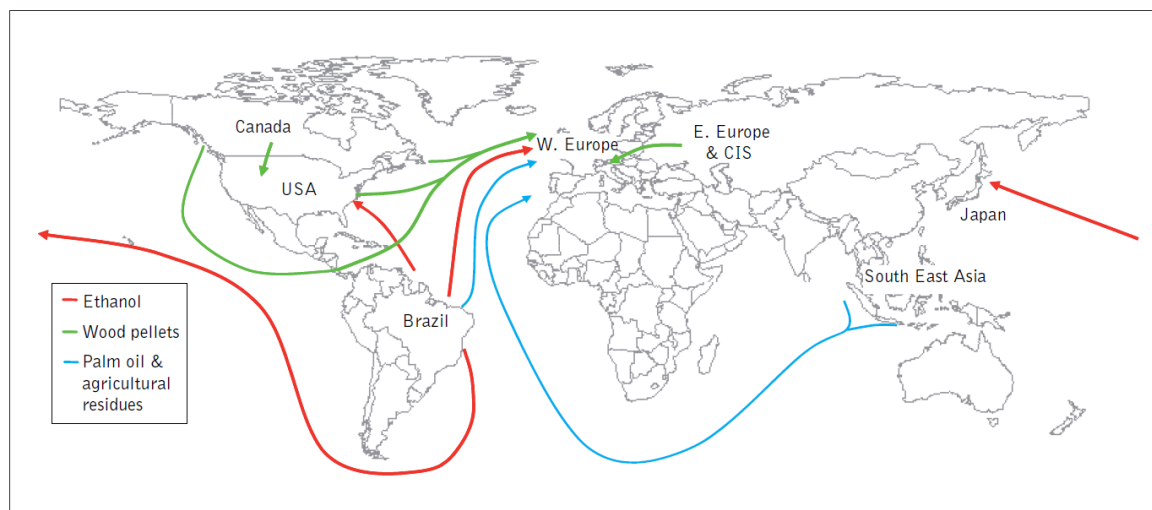 Canada
USA
W. Europe
E. Europe
& CIS
Japan
South East Asia
Brazil
Ethanol
Wood pellets
Palm oil &
agricultural
residues